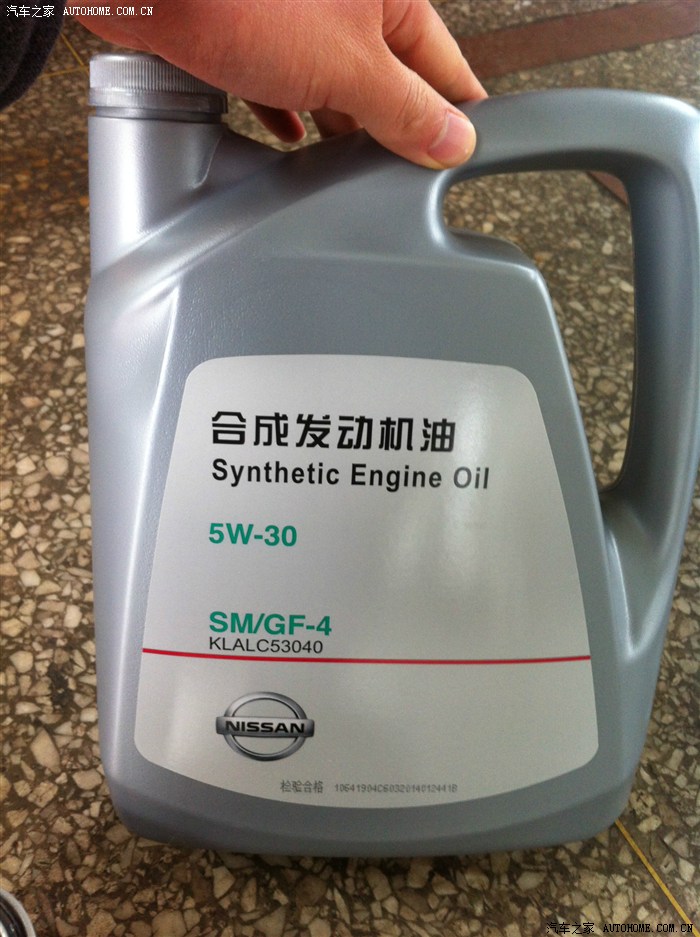 汽车之家 AUTOHOME.COM.CN
合成发动机油
Synthetic Engine Oil
5W-30
SM/GF-4
KLALC53040
NISSAN
检验合格 10641904C60320140124418
汽车之家 AUTOHOME.COM.CN